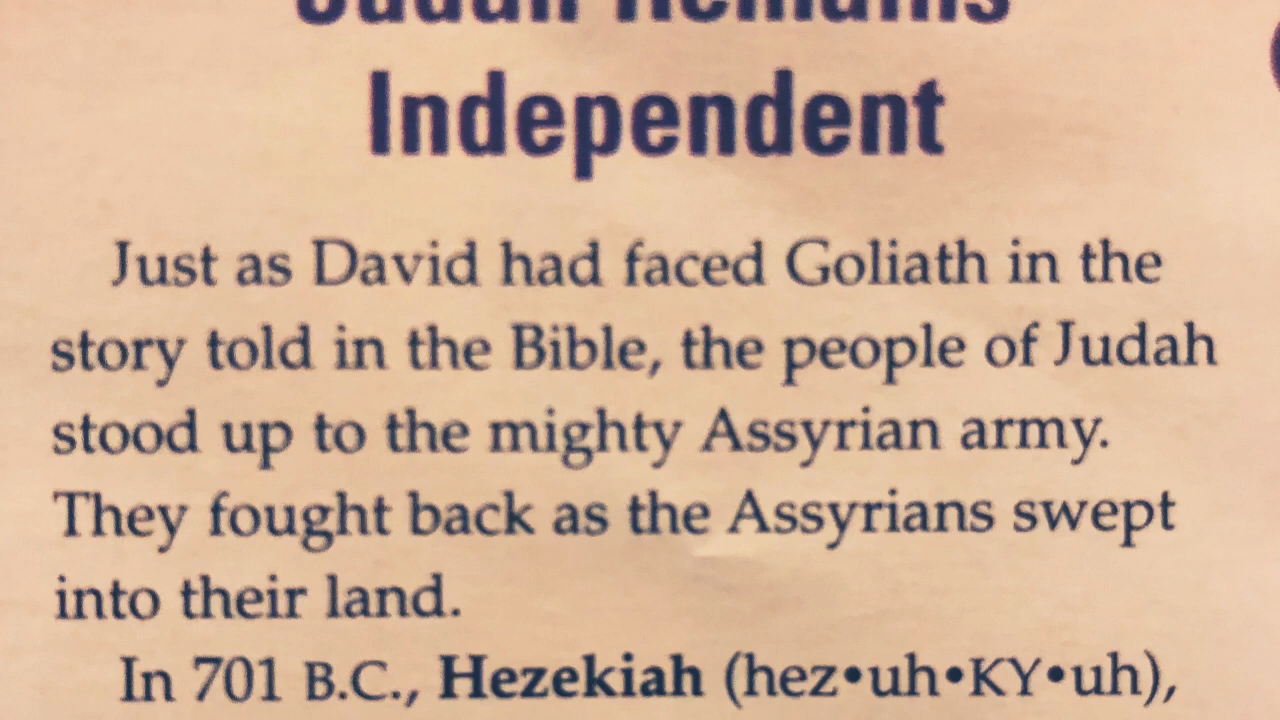 Judah Remains
Independent
Just as David had faced Goliath in the
story told in the Bible, the people of Judah
stood up to the mighty Assyrian army.
They fought back as the Assyrians swept
into their land.
In 701 B.C., Hezekiah (hez•uh•KY•uh),